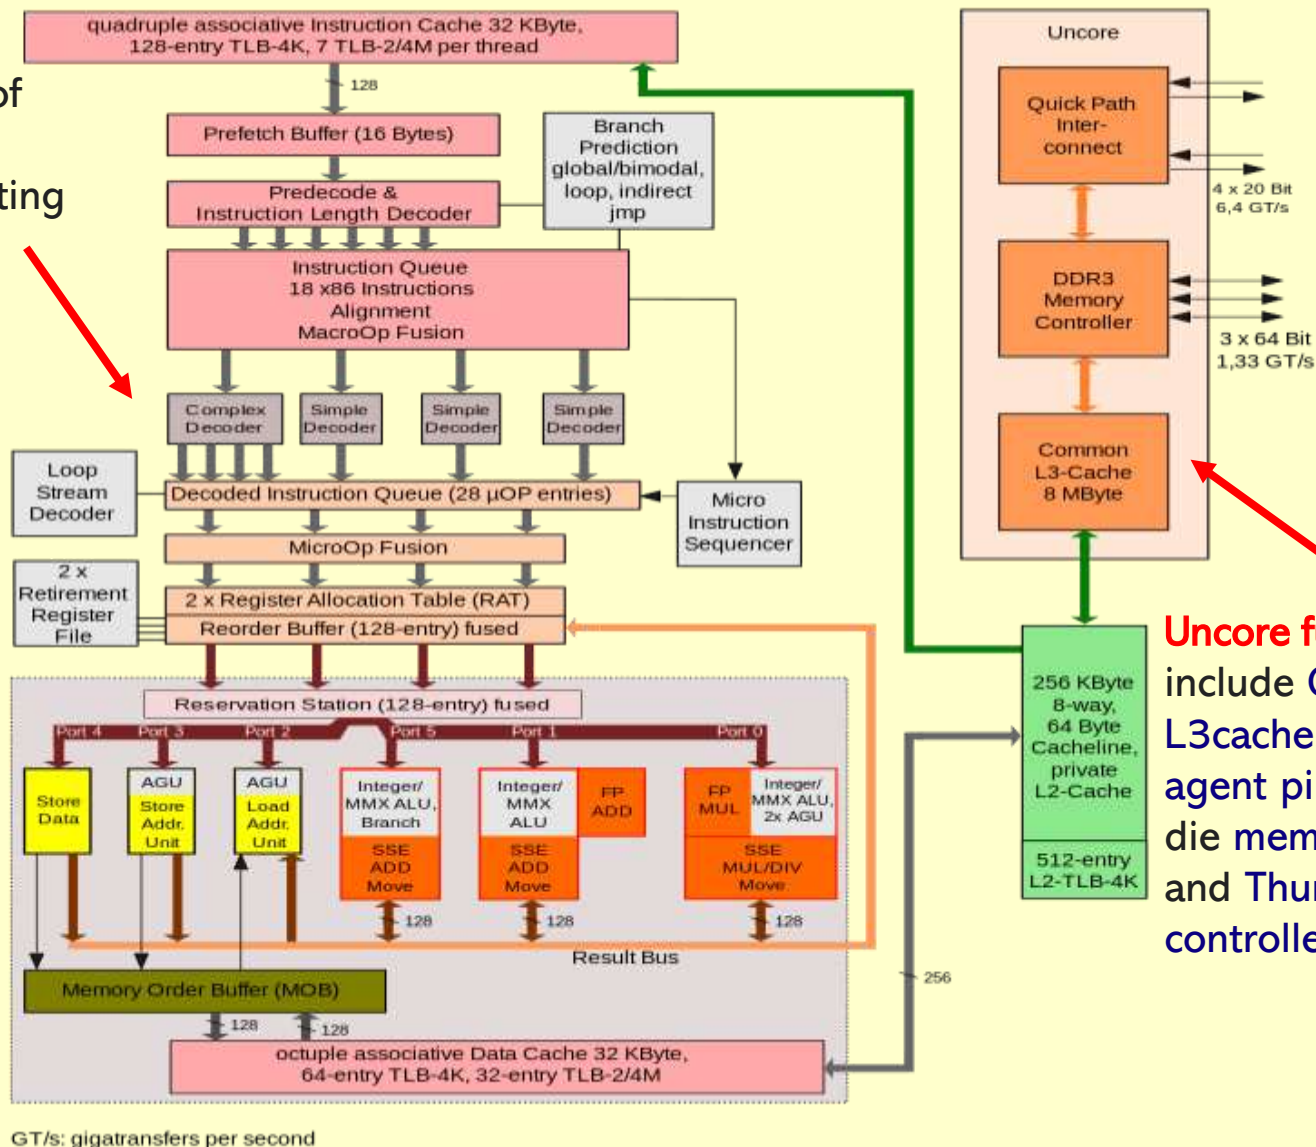 quadruple associative Instruction Cache 32 KByte,
128-entry TLB-4K, 7 TLB-2/4M per thread
of
ting
128
Prefetch Buffer (16 Bytes)
Predecode &
Instruction Length Decoder
Branch
Prediction
global/bimodal,
loop, indirect
jmp
Instruction Queue
18 x86 Instructions
Alignment
MacroOp Fusion
Complex
Decoder
Simple
Decoder
Simple
Decoder
Simple
Decoder
Loop
Stream
Decoder
Decoded Instruction Queue (28 µOP entries)
Micro
Instruction
Sequencer
MicroOp Fusion
2 x
Retirement
Register
File
2 x Register Allocation Table (RAT)
Reorder Buffer (128-entry) fused
Reservation Station (128-entry) fused
Port 4
Port 3
Port 2
Port 5
Port 1
Port 0
Store
Data
AGU
Store
Addr.
Unit
AGU
Load
Addr.
Unit
Integer/
MMX ALU,
Branch
SSE
ADD
Move
Integer/
MMX
ALU
FP
ADD
SSE
ADD
Move
FP
MUL
Integer/
MMX ALU,
2x AGU
SSE
MUL/DIV
Move
128
128
128
Result Bus
Memory Order Buffer (MOB)
128
128
256
octuple associative Data Cache 32 KByte,
64-entry TLB-4K, 32-entry TLB-2/4M
GT/s: gigatransfers per second
Uncore
Quick Path
Inter-
connect
4 x 20 Bit
6,4 GT/s
DDR3
Memory
Controller
3 x 64 Bit
1,33 GT/s
Common
L3-Cache
8 MByte
256 KByte
8-way,
64 Byte
Cacheline,
private
L2-Cache
512-entry
L2-TLB-4K
Uncore f
include
L3cache
agent pi
die mem
and Thu
controlle